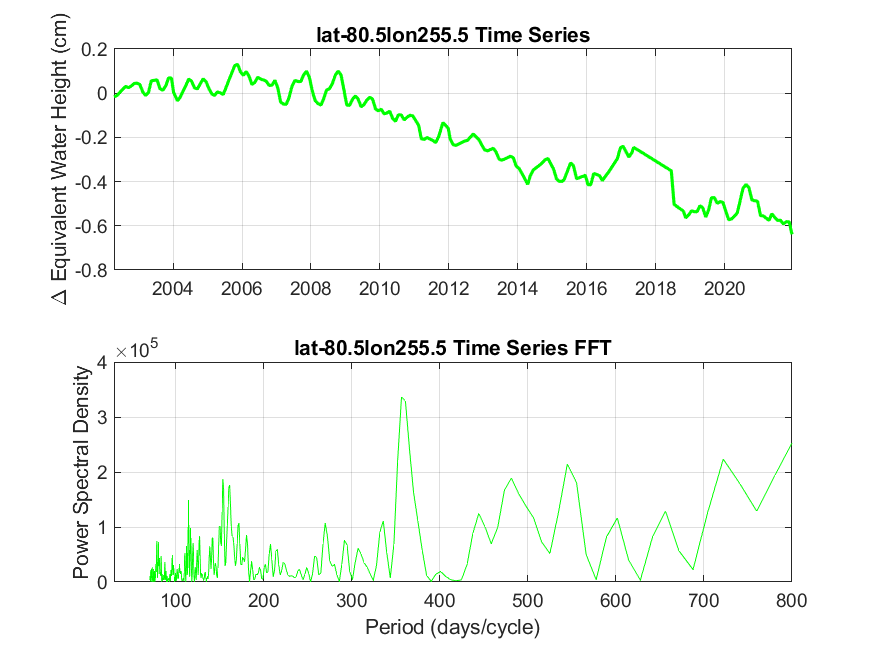 lat-80.5lon255.5 Time Series
Δ Equivalent Water Height (cm)
0.2
0
-0.2
-0.4
-0.6
-0.8
2004 2006 2008 2010 2012 2014 2016 2018 2020
lat-80.5lon255.5 Time Series FFT
×10⁵
Power Spectral Density
4
3
2
1
0
100 200 300 400 500 600 700 800
Period (days/cycle)